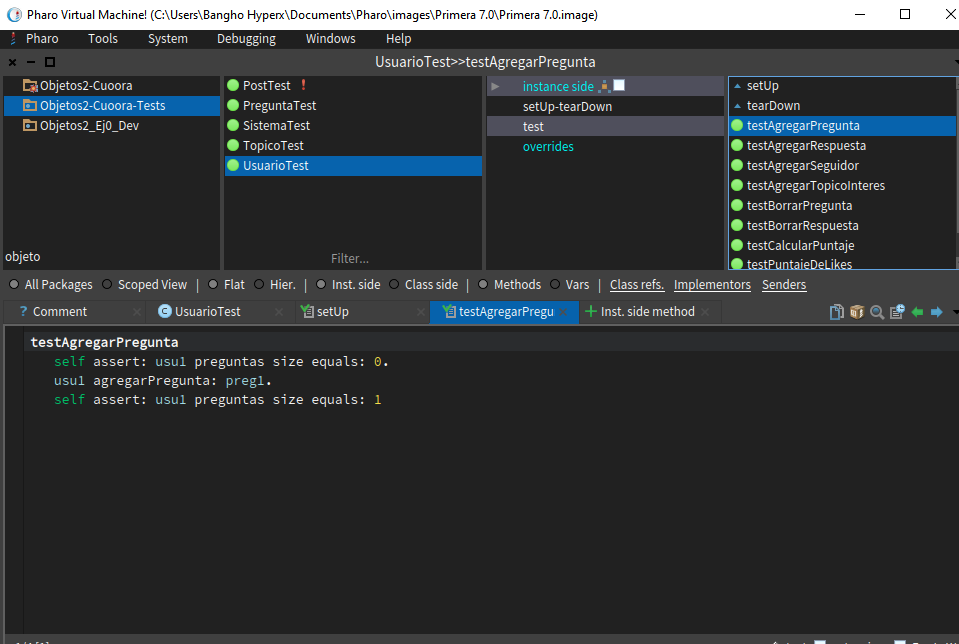 Pharo Virtual Machine! (C:\Users\Bangho Hyperx\Documents\Pharo\images\Primera 7.0\Primera 7.0.image)
Pharo Tools System Debugging Windows Help
UsuarioTest>>testAgregarPregunta
Objetos2-Cuoora
Objetos2-Cuoora-Tests
Objetos2_Ej0_Dev
objeto
PostTest !
PreguntaTest
SistemaTest
TopicoTest
UsuarioTest
Filter...
instance side
setUp-tearDown
test
overrides
setUp
tearDown
testAgregarPregunta
testAgregarRespuesta
testAgregarSeguidor
testAgregarTopicoInteres
testBorrarPregunta
testBorrarRespuesta
testCalcularPuntaje
testPuntajeDeLikes
All Packages Scoped View | Flat Hier. | Inst. side Class side | Methods Vars | Class refs. Implementors Senders
? Comment UsuarioTest setUp testAgregarPregu Inst. side method
testAgregarPregunta
self assert: usu1 preguntas size equals: 0.
usu1 agregarPregunta: preg1.
self assert: usu1 preguntas size equals: 1